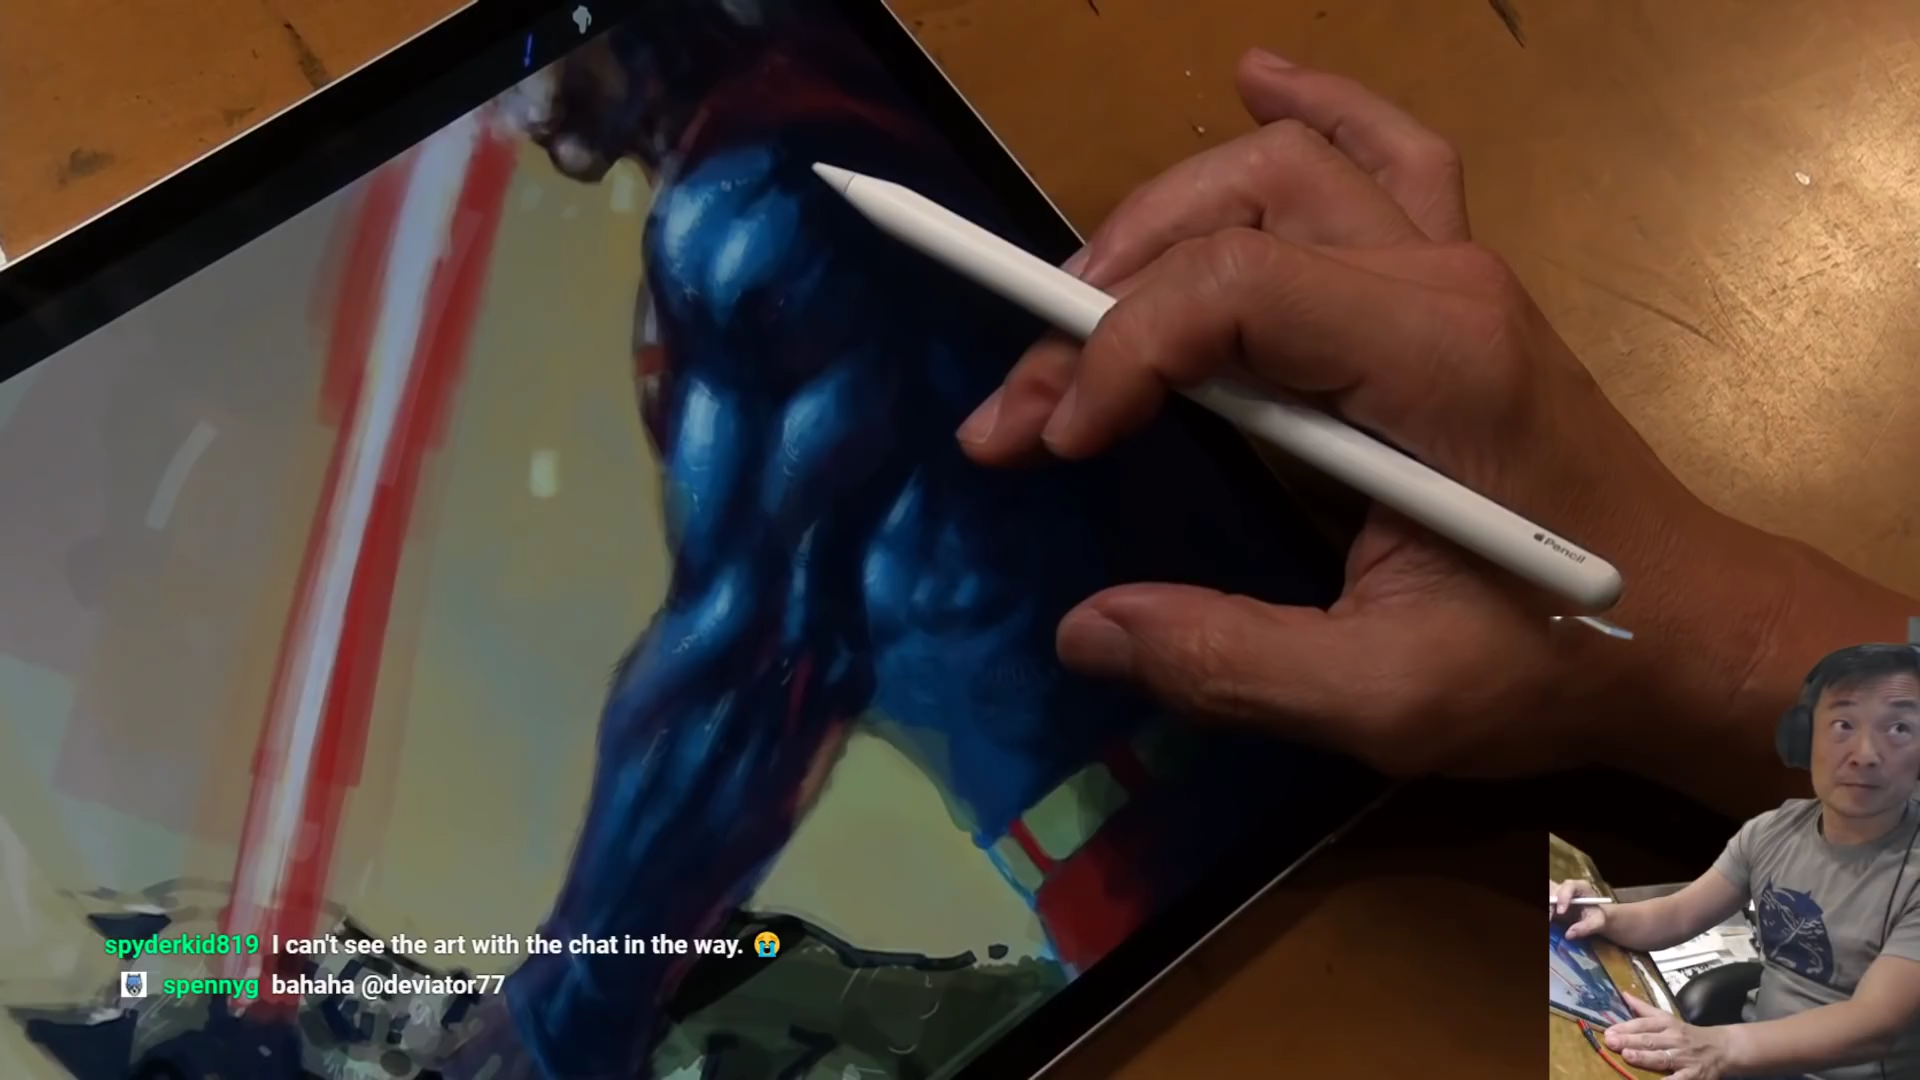 Pencil
spyderkid819 I can't see the art with the chat in the way. 😭
spennyg bahaha @deviator77